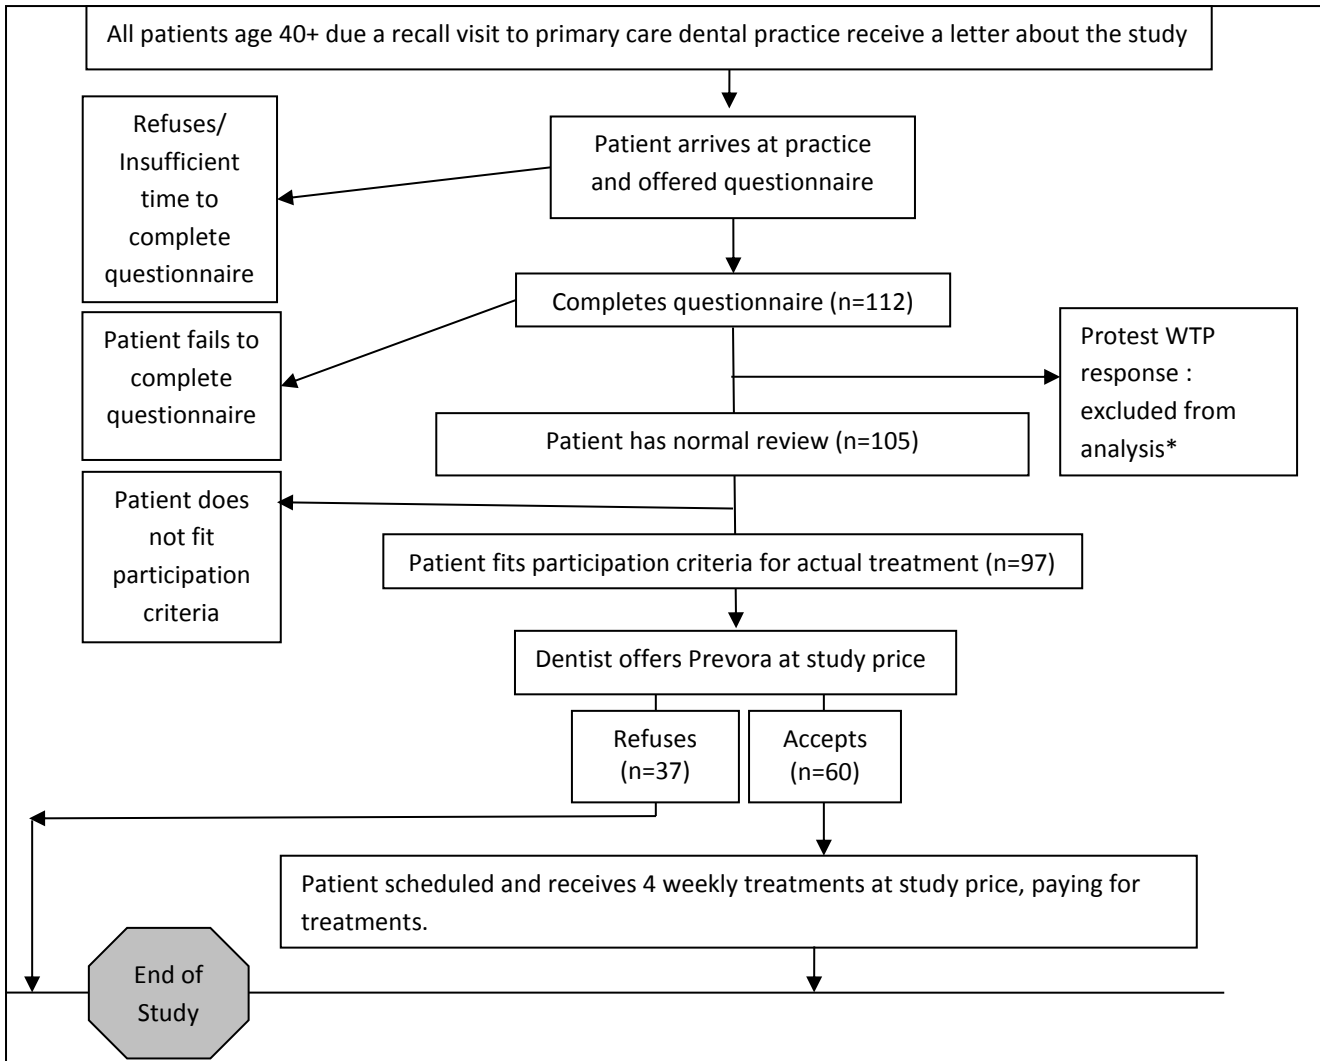 All patients age 40+ due a recall visit to primary care dental practice receive a letter about the study
Refuses/
Insufficient
time to
complete
questionnaire
Patient arrives at practice
and offered questionnaire
Completes questionnaire (n=112)
Patient fails to
complete
questionnaire
Protest WTP
response :
excluded from
analysis*
Patient has normal review (n=105)
Patient does
not fit
participation
criteria
Patient fits participation criteria for actual treatment (n=97)
Dentist offers Prevora at study price
Refuses
(n=37)
Accepts
(n=60)
Patient scheduled and receives 4 weekly treatments at study price, paying for
treatments.
End of
Study